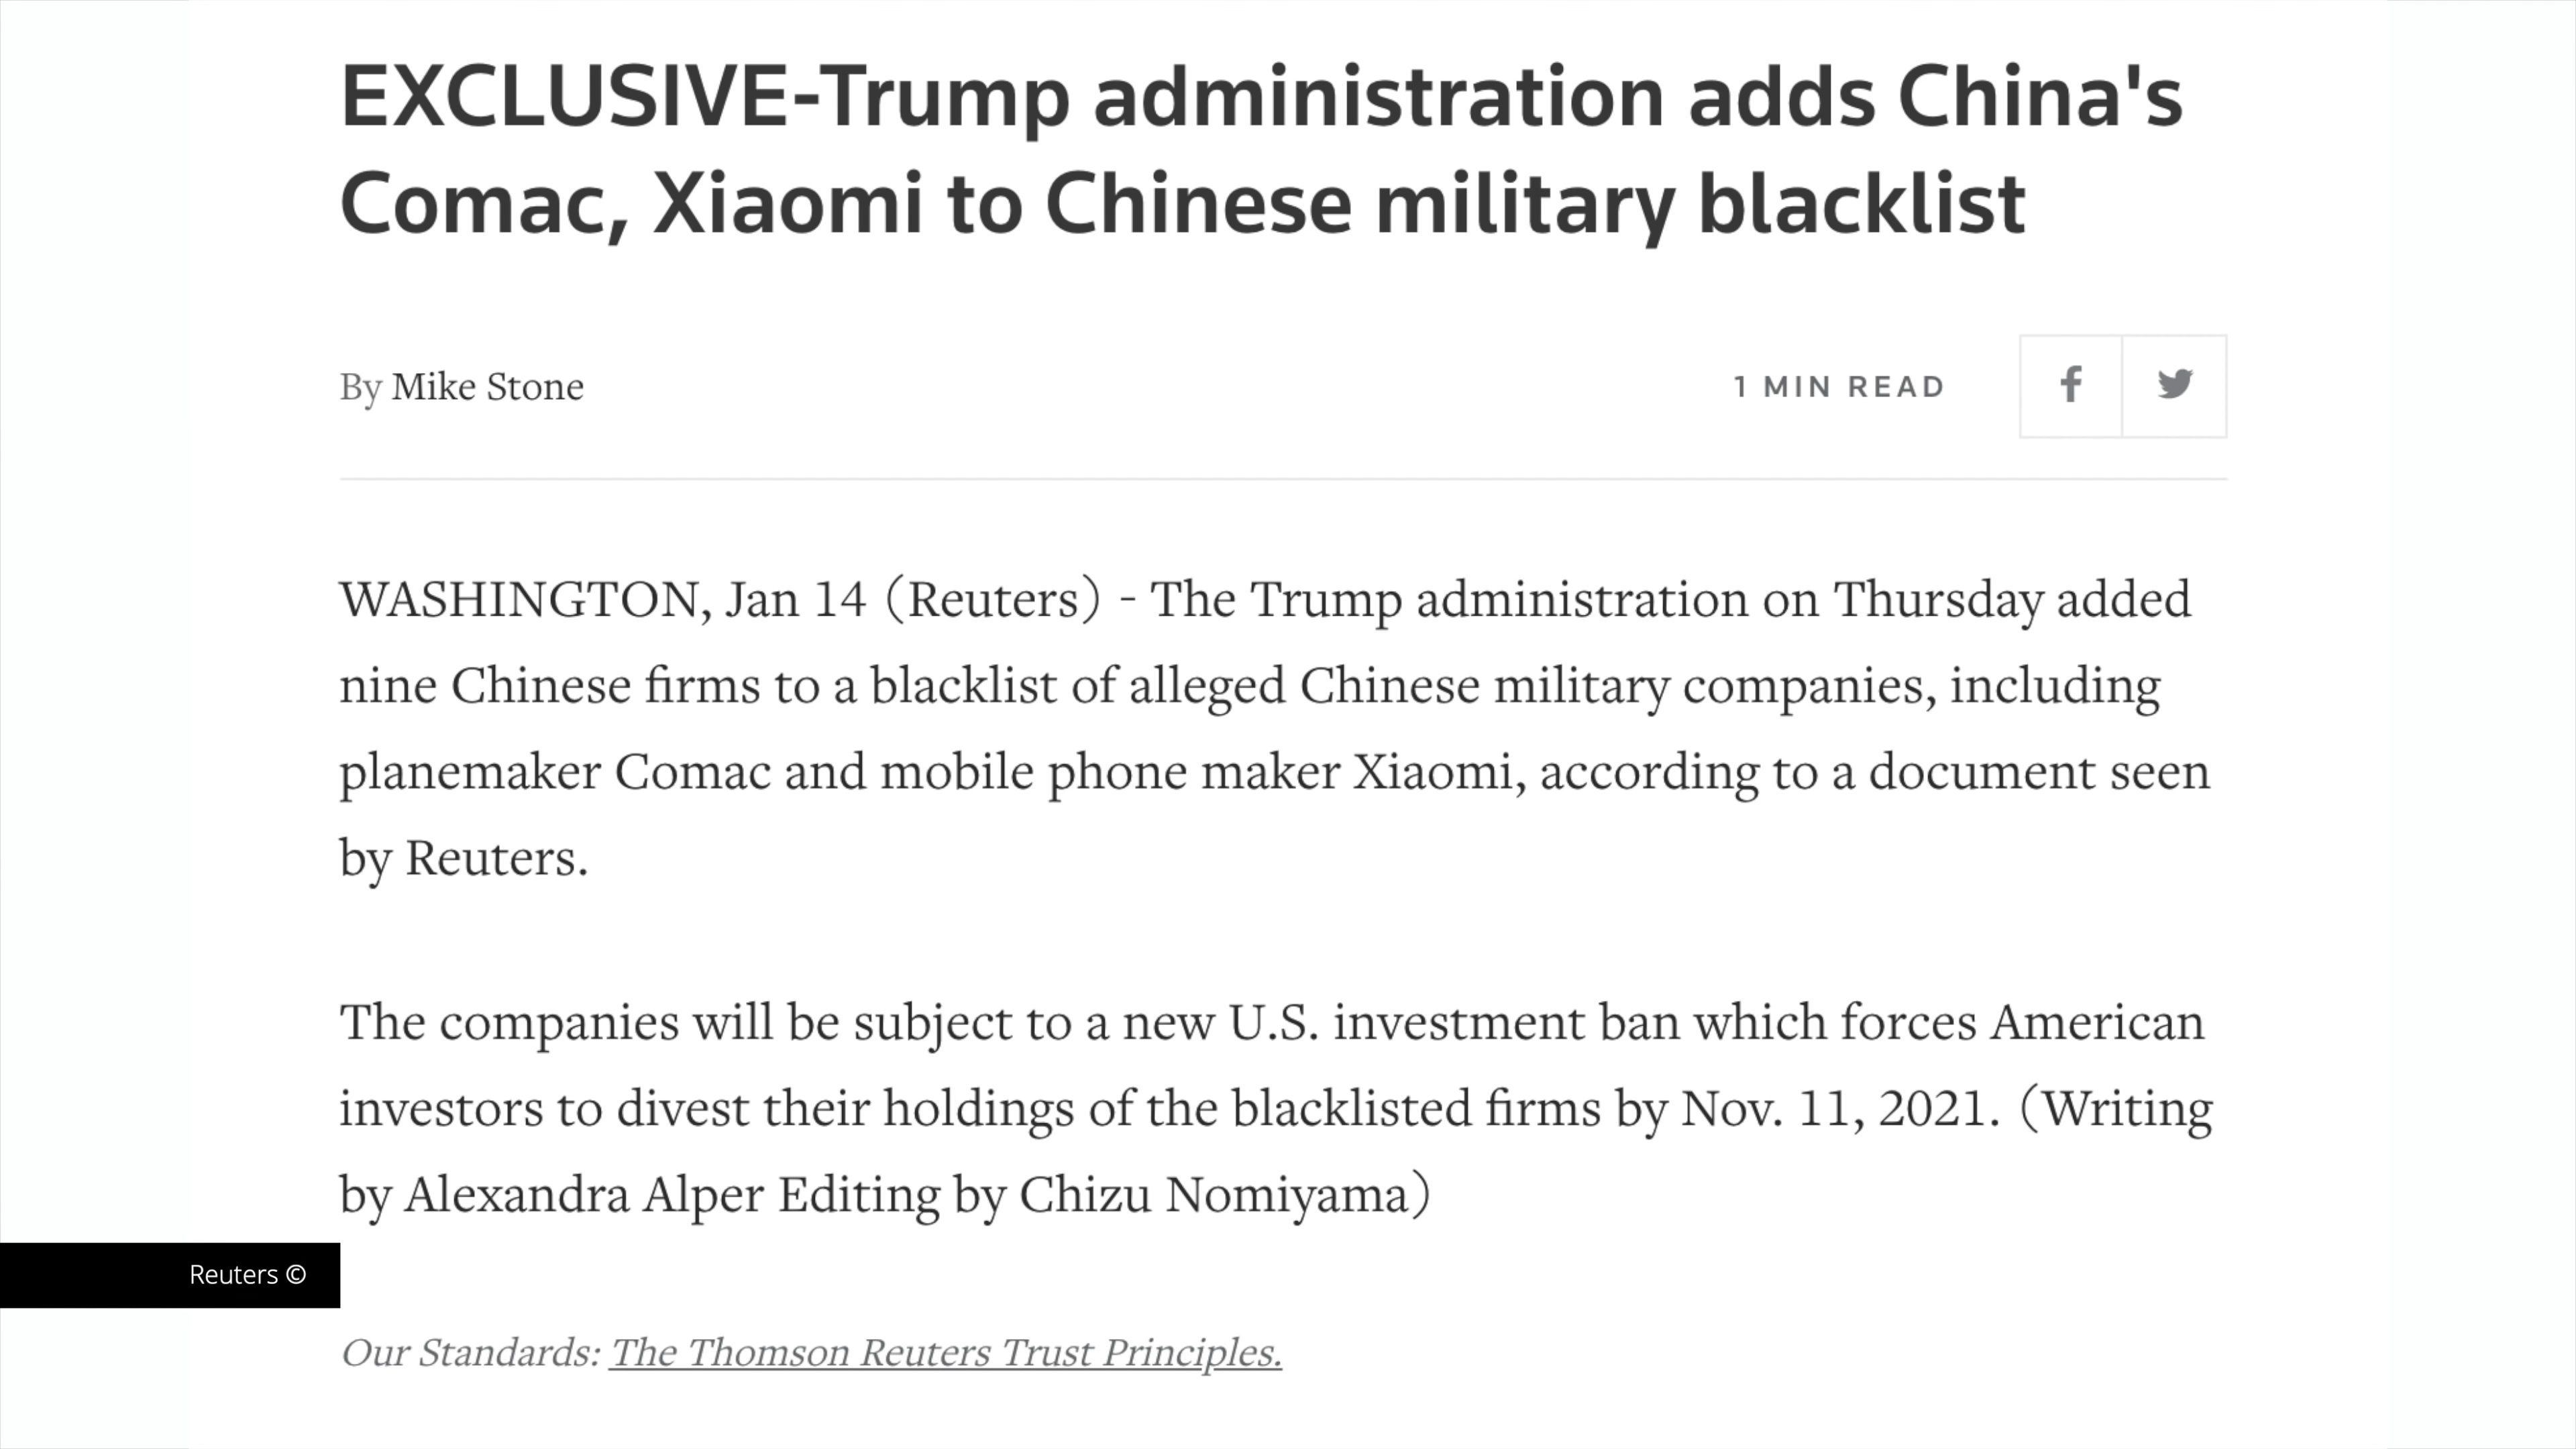 EXCLUSIVE-Trump administration adds China's
Comac, Xiaomi to Chinese military blacklist
By Mike Stone
1 MIN READ
WASHINGTON, Jan 14 (Reuters) - The Trump administration on Thursday added
nine Chinese firms to a blacklist of alleged Chinese military companies, including
planemaker Comac and mobile phone maker Xiaomi, according to a document seen
by Reuters.
The companies will be subject to a new U.S. investment ban which forces American
investors to divest their holdings of the blacklisted firms by Nov. 11, 2021. (Writing
by Alexandra Alper Editing by Chizu Nomiyama)
Reuters ©
Our Standards: The Thomson Reuters Trust Principles.